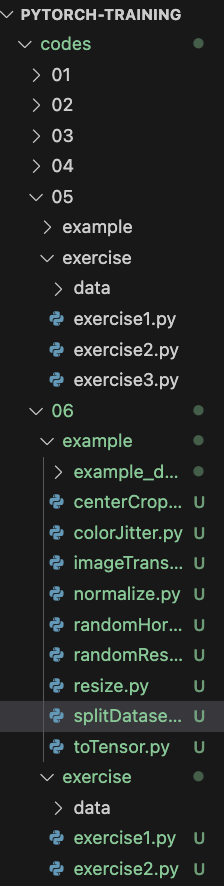 PYTORCH-TRAINING
codes
01
02
03
04
05
example
exercise
data
exercise1.py
exercise2.py
exercise3.py
06
example
example_d...
centerCrop... U
colorJitter.py U
imageTrans... U
normalize.py U
randomHor... U
randomRes... U
resize.py U
splitDatase... U
toTensor.py U
exercise
data
exercise1.py U
exercise2.py U